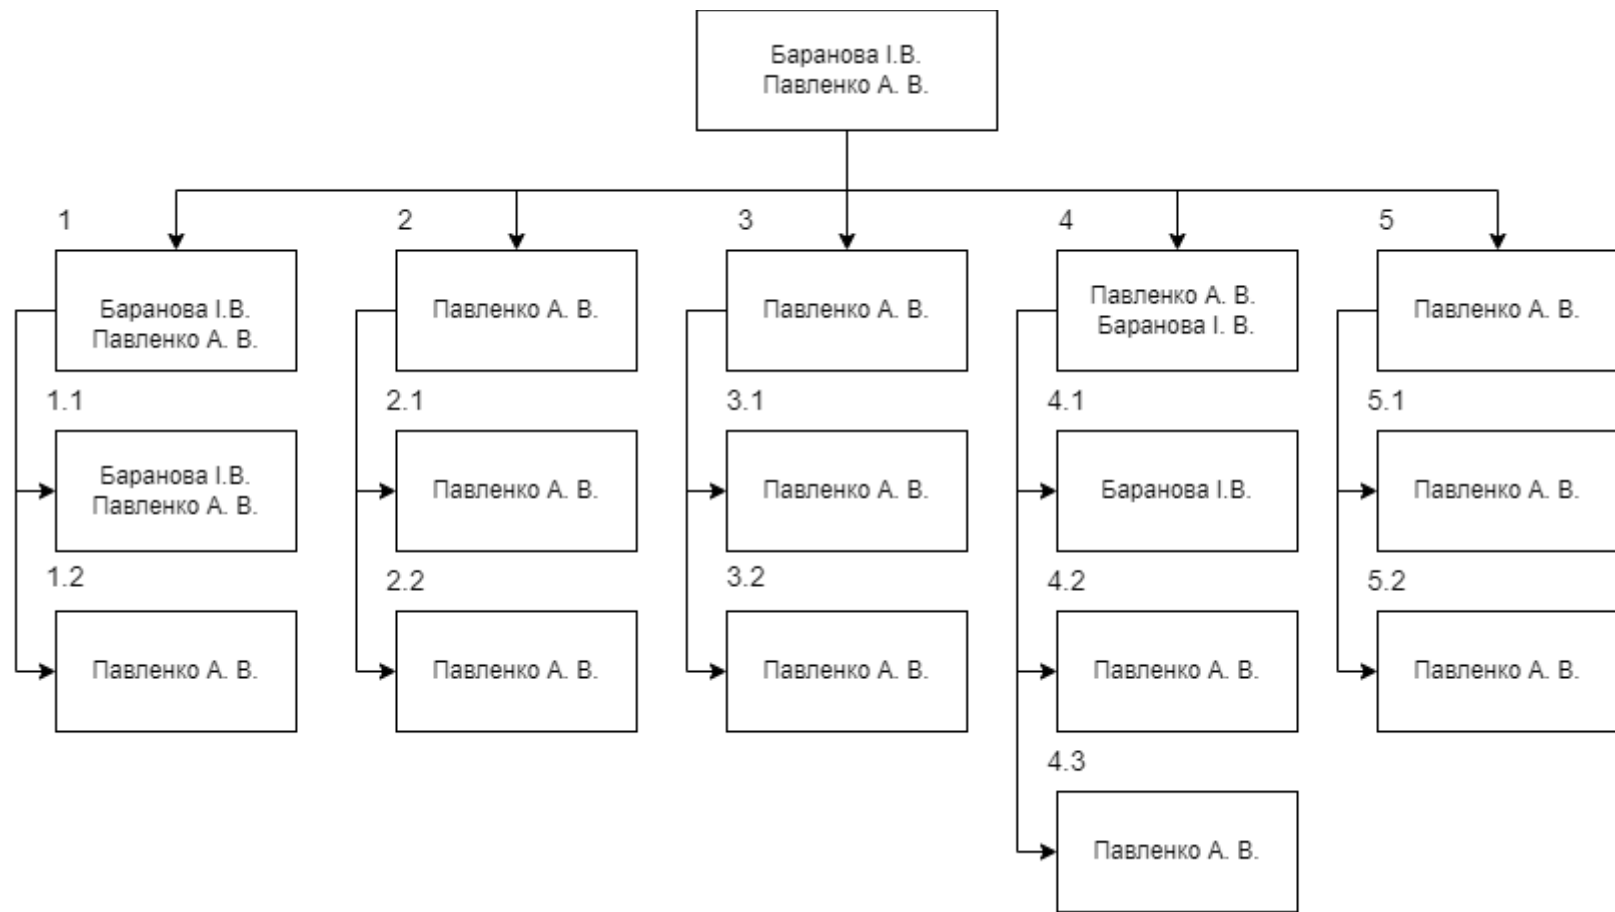 Баранова І.В.
Павленко А. В.
1
2
3
4
5
Баранова І.В.
Павленко А. В.
Павленко А. В.
Павленко А. В.
Павленко А. В.
Баранова І. В.
Павленко А. В.
1.1
2.1
3.1
4.1
5.1
Баранова І.В.
Павленко А. В.
Павленко А. В.
Павленко А. В.
Баранова І.В.
Павленко А. В.
1.2
2.2
3.2
4.2
5.2
Павленко А. В.
Павленко А. В.
Павленко А. В.
Павленко А. В.
Павленко А. В.
4.3
Павленко А. В.